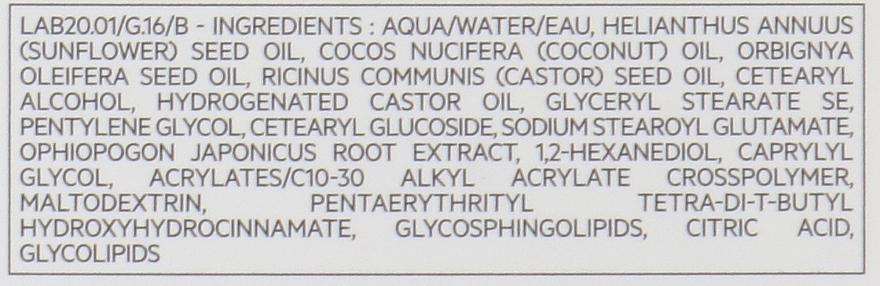 LAB20.01/G.16/B - INGREDIENTS : AQUA/WATER/EAU, HELIANTHUS ANNUUS
(SUNFLOWER) SEED OIL, COCOS NUCIFERA (COCONUT) OIL, ORBIGNYA
OLEIFERA SEED OIL, RICINUS COMMUNIS (CASTOR) SEED OIL, CETEARYL
ALCOHOL, HYDROGENATED CASTOR OIL, GLYCERYL STEARATE SE,
PENTYLENE GLYCOL, CETEARYL GLUCOSIDE, SODIUM STEAROYL GLUTAMATE,
OPHIOPOGON JAPONICUS ROOT EXTRACT, 1,2-HEXANEDIOL, CAPRYLYL
GLYCOL, ACRYLATES/C10-30 ALKYL ACRYLATE CROSSPOLYMER,
MALTODEXTRIN, PENTAERYTHRITYL TETRA-DI-T-BUTYL
HYDROXYHYDROCINNAMATE, GLYCOSPHINGOLIPIDS, CITRIC ACID,
GLYCOLIPIDS